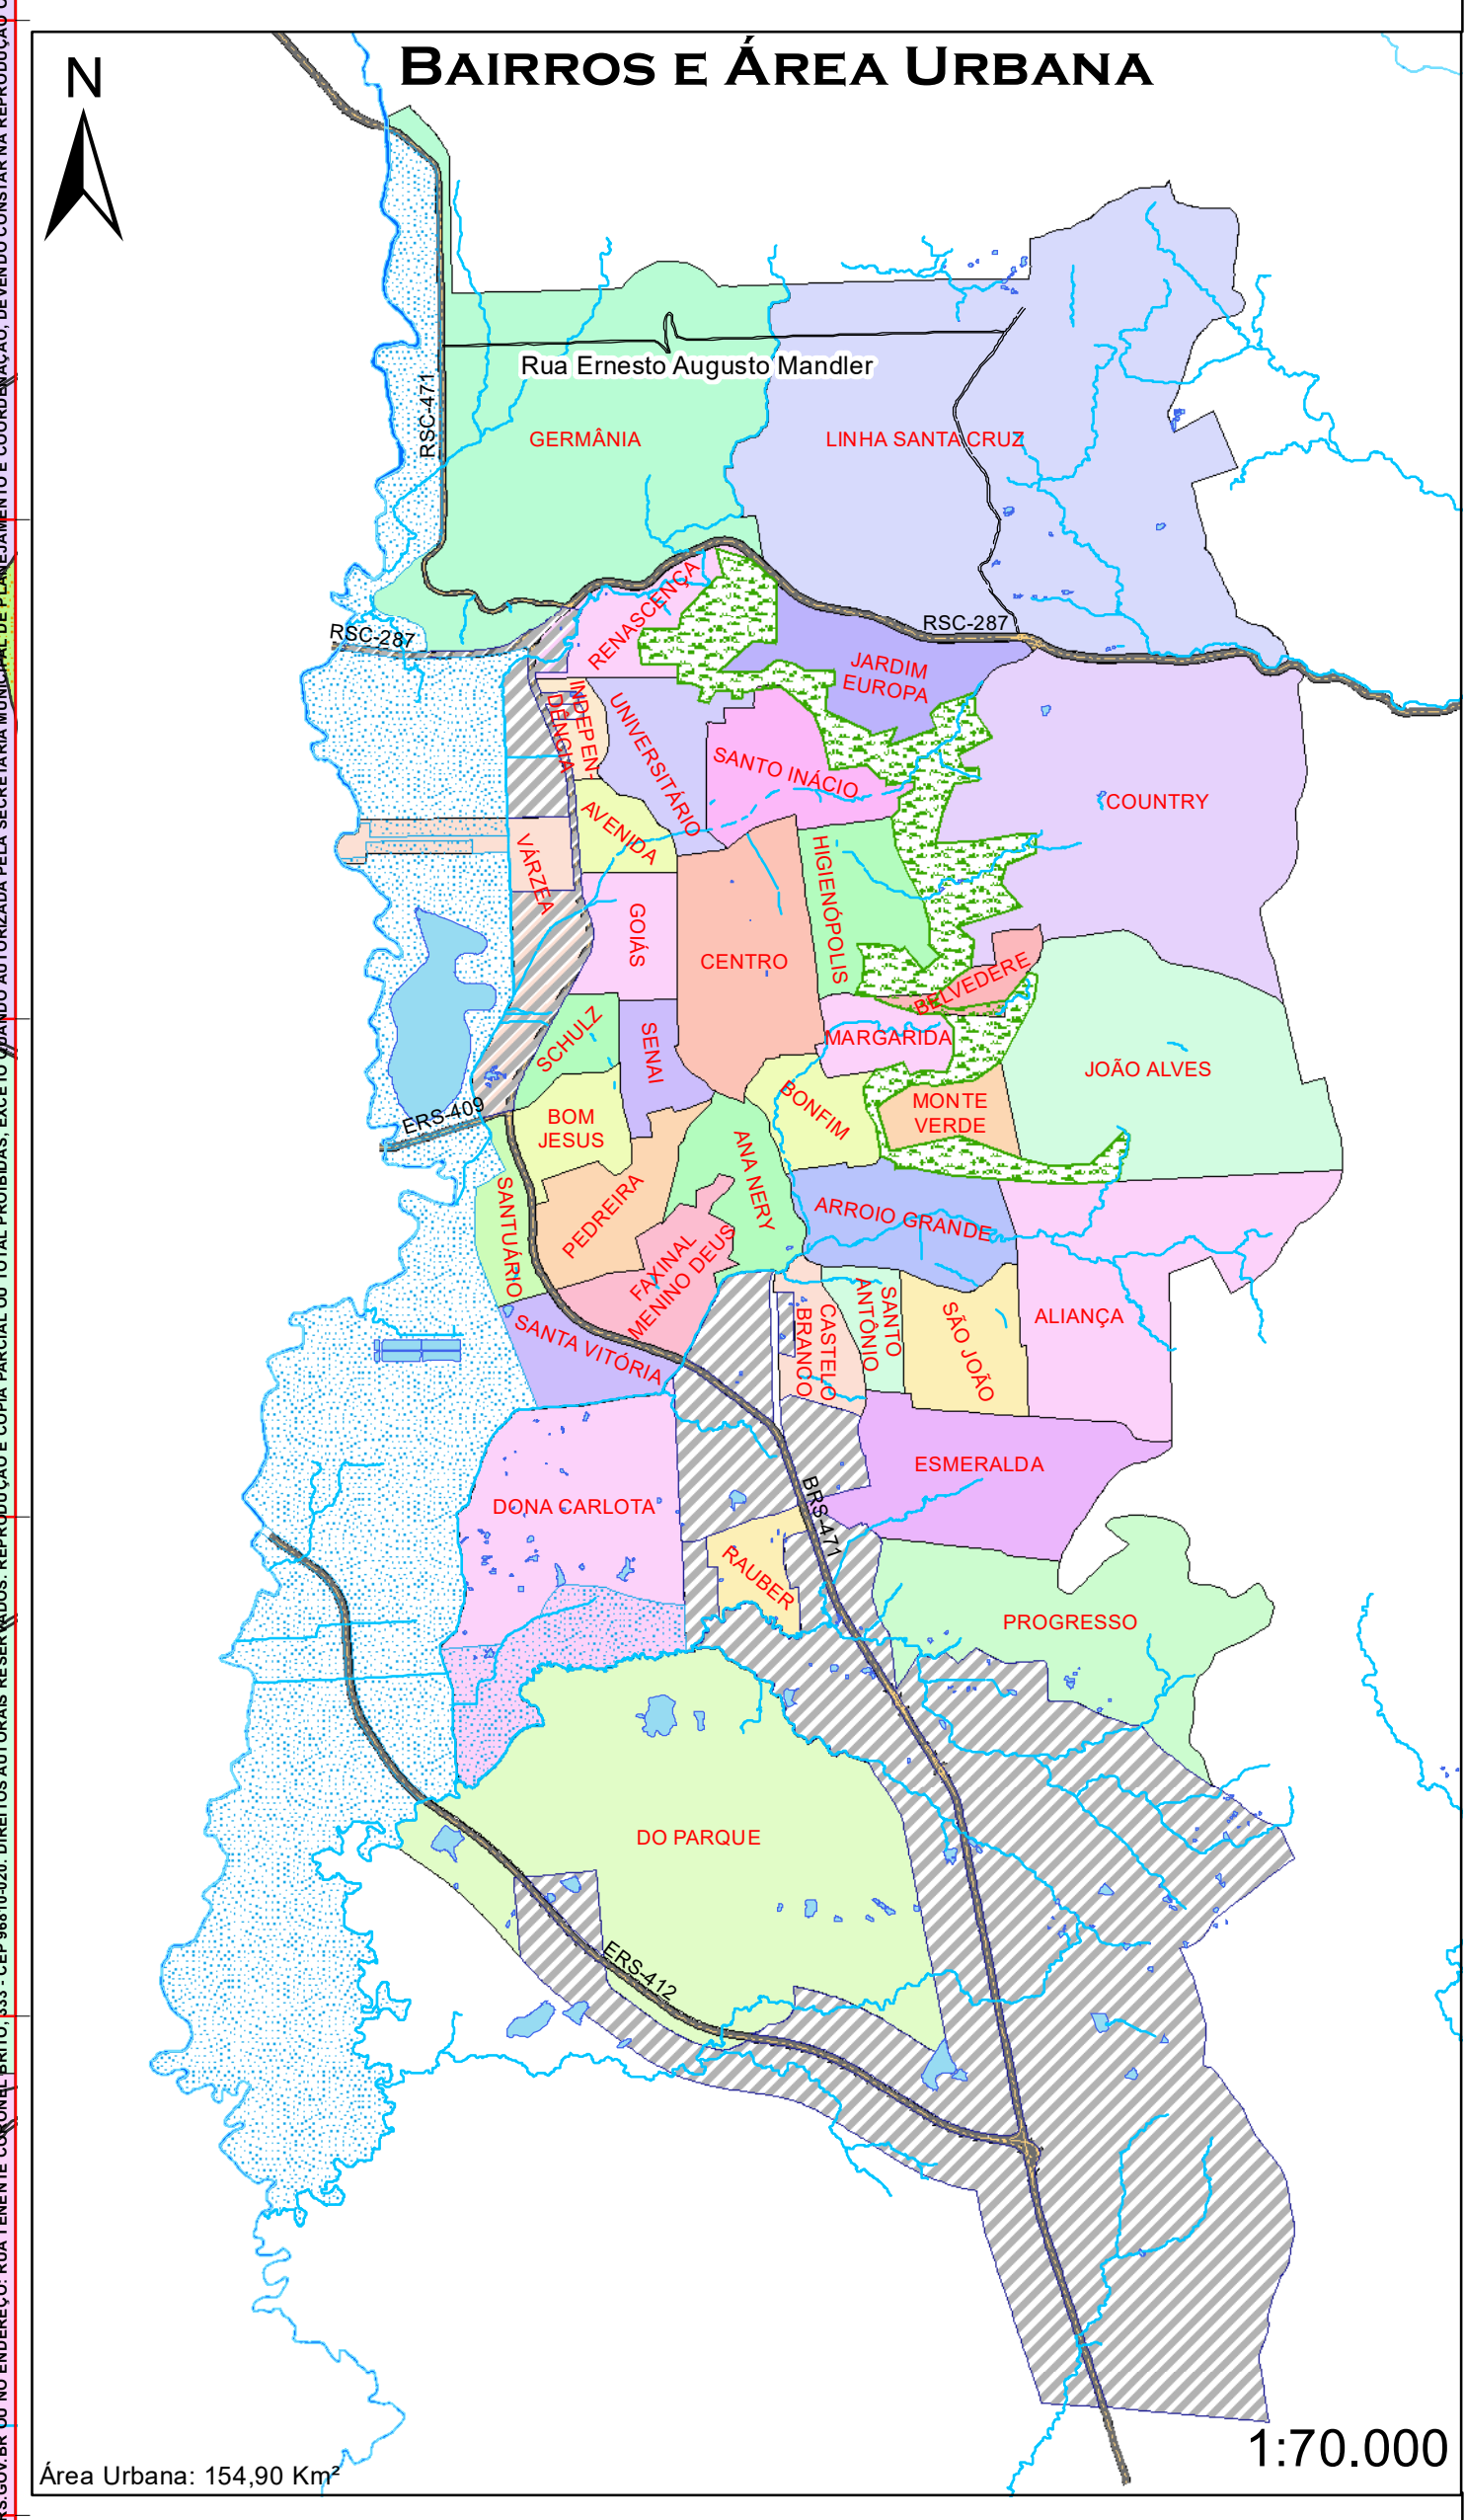 BAIRROS E ÁREA URBANA
N
RSC-471
Rua Ernesto Augusto Mandler
GERMÂNIA
LINHA SANTA CRUZ
RENASCENÇA
RSC-287
RSC-287
JARDIM
EUROPA
INDEPEN-
DENCIA
UNIVERSITÁRIO
SANTO INÁCIO
COUNTRY
AVENIDA
VÁRZEA
HIGIENÓPOLIS
GOIÁS
CENTRO
BELVEDERE
SCHULZ
SENAI
MARGARIDA
JOÃO ALVES
ERS-409
BOM
JESUS
BONFIM
MONTE
VERDE
ANA NERY
SANTUÁRIO
PEDREIRA
ARROIO GRANDE
FAXINAL
MENINO DEUS
SANTA VITÓRIA
CASTELO
BRANCO
SANTO
ANTÔNIO
SÃO JOÃO
ALIANÇA
ESMERALDA
DONA CARLOTA
BRS-471
RAUBER
PROGRESSO
DO PARQUE
ERS-412
1:70.000
Área Urbana: 154,90 Km²